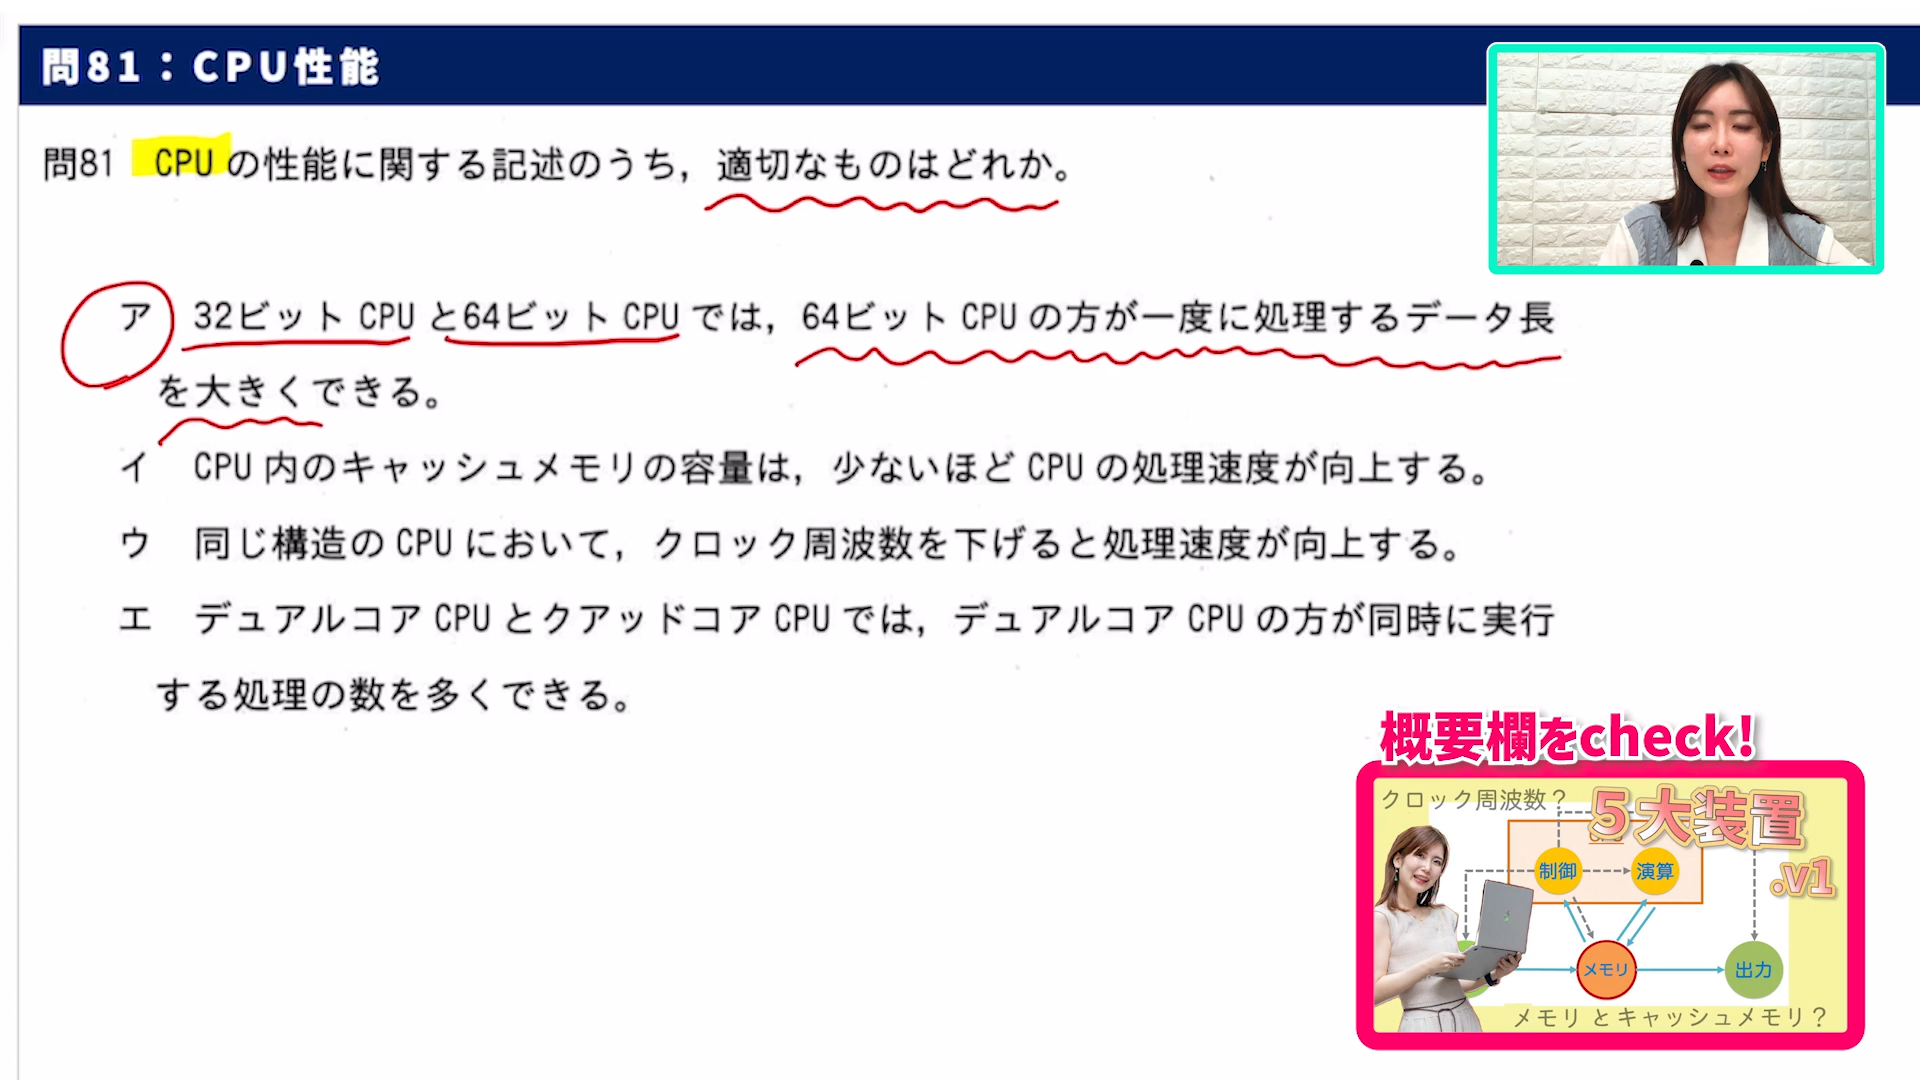 問81：CPU性能
問81　CPUの性能に関する記述のうち，適切なものはどれか。
ア　32ビットCPUと64ビットCPUでは，64ビットCPUの方が一度に処理するデータ長
を大きくできる。
イ　CPU内のキャッシュメモリの容量は，少ないほどCPUの処理速度が向上する。
ウ　同じ構造のCPUにおいて，クロック周波数を下げると処理速度が向上する。
エ　デュアルコアCPUとクアッドコアCPUでは，デュアルコアCPUの方が同時に実行
する処理の数を多くできる。
概要欄をcheck!
クロック周波数？
5大装置
.v1
制御
演算
メモリ
出力
メモリとキャッシュメモリ？